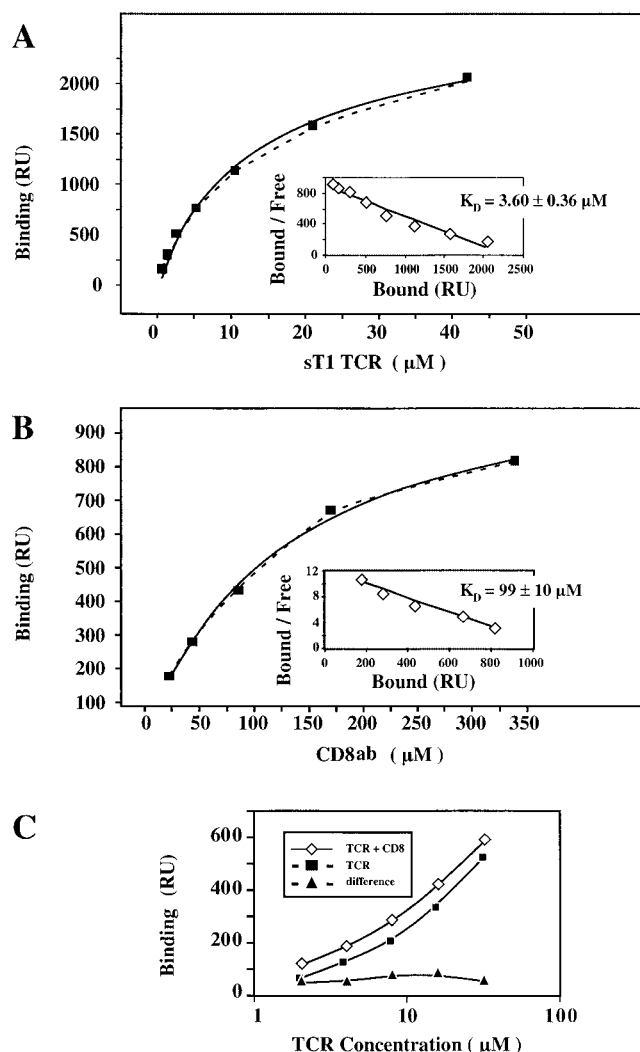 A
Binding (RU)
2000
1500
1000
500
0
Bound / Free
800
400
0
K_D = 3.60 ± 0.36 µM
0 500 1000 1500 2000 2500
Bound (RU)
0 10 20 30 40 50
sT1 TCR ( µM )
B
Binding (RU)
900
800
700
600
500
400
300
200
100
Bound / Free
12
8
4
0
K_D = 99 ± 10 µM
0 200 400 600 800 1000
Bound (RU)
0 50 75 100 150 200 250 300 350
CD8ab ( µM )
C
Binding (RU)
600
400
200
0
TCR + CD8
TCR
difference
1 10 100
TCR Concentration ( µM )